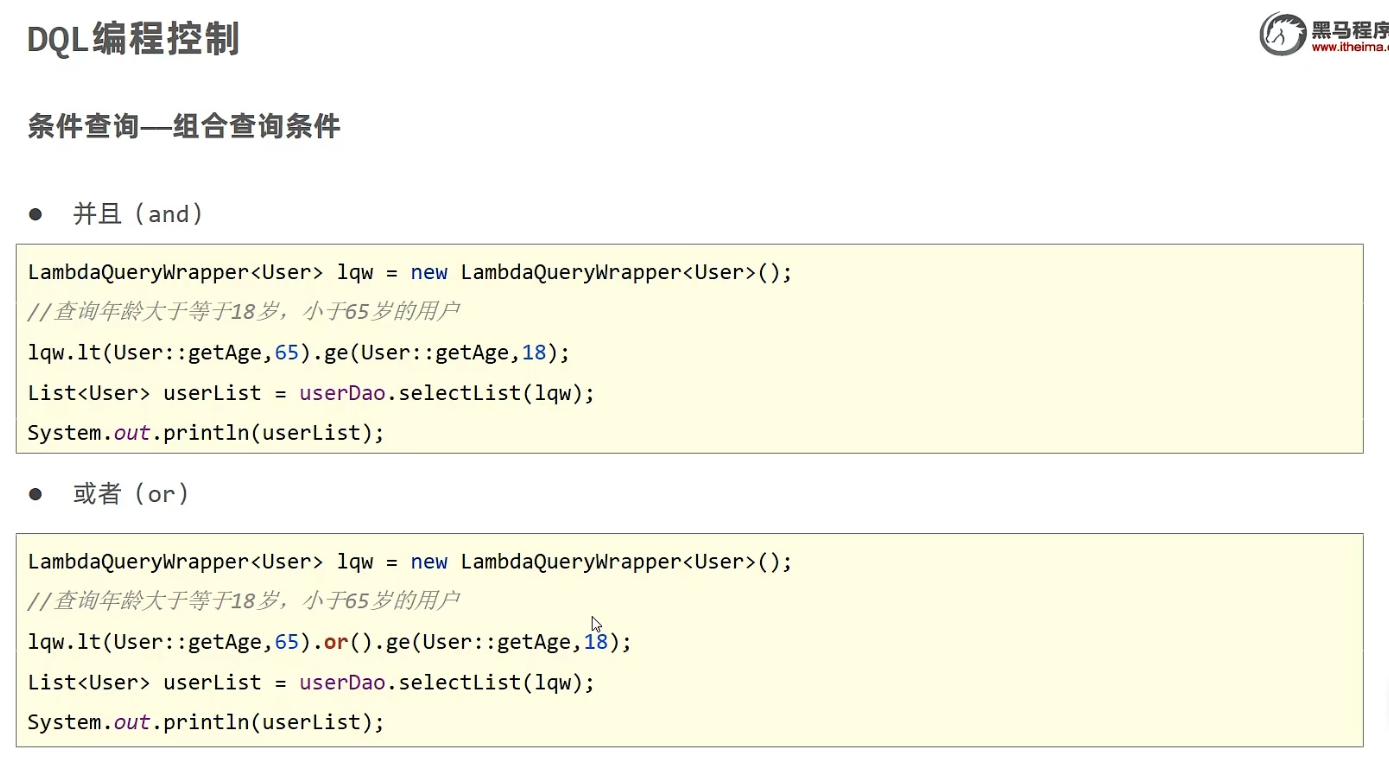 DQL编程控制
黑马程序
www.itheima.
条件查询——组合查询条件
● 并且（and）
LambdaQueryWrapper<User> lqw = new LambdaQueryWrapper<User>();
//查询年龄大于等于18岁，小于65岁的用户
lqw.lt(User::getAge,65).ge(User::getAge,18);
List<User> userList = userDao.selectList(lqw);
System.out.println(userList);
● 或者（or）
LambdaQueryWrapper<User> lqw = new LambdaQueryWrapper<User>();
//查询年龄大于等于18岁，小于65岁的用户
lqw.lt(User::getAge,65).or().ge(User::getAge,18);
List<User> userList = userDao.selectList(lqw);
System.out.println(userList);